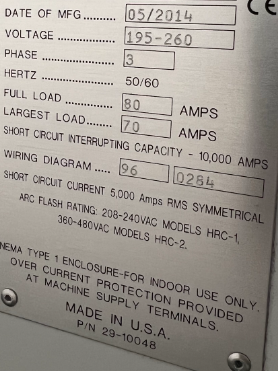 CE
DATE OF MFG......... 05/2014
VOLTAGE ............... 195-260
PHASE .................. 3
HERTZ .................. 50/60
FULL LOAD ............. 80 AMPS
LARGEST LOAD....... 70 AMPS
SHORT CIRCUIT INTERRUPTING CAPACITY - 10,000 AMPS
WIRING DIAGRAM ..... 96 0284
SHORT CIRCUIT CURRENT 5,000 Amps RMS SYMMETRICAL
ARC FLASH RATING: 208-240VAC MODELS HRC-1,
360-480VAC MODELS HRC-2.
NEMA TYPE 1 ENCLOSURE-FOR INDOOR USE ONLY.
OVER CURRENT PROTECTION PROVIDED
AT MACHINE SUPPLY TERMINALS.
MADE IN U.S.A.
P/N 29-10048